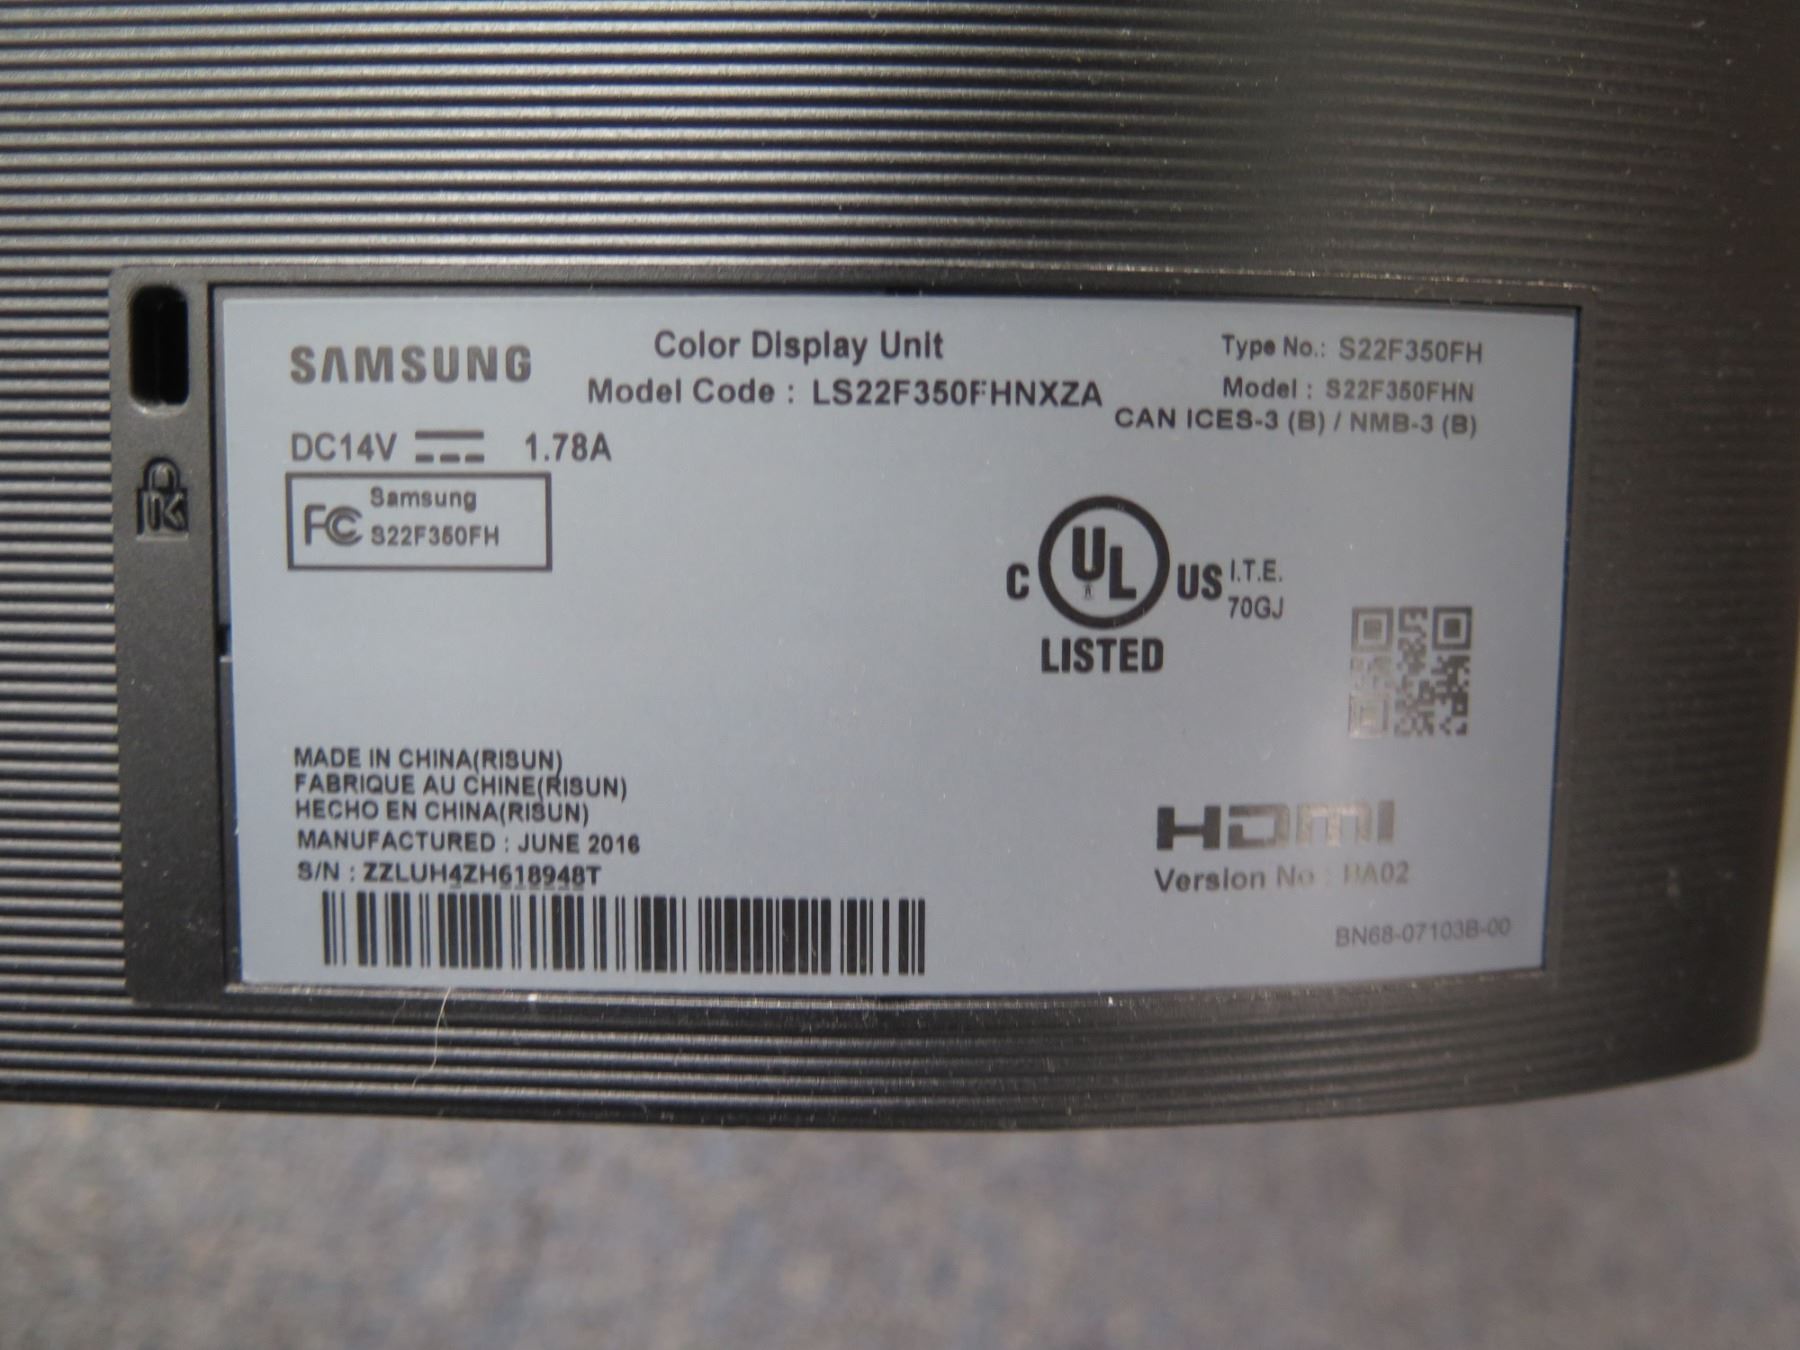 SAMSUNG
Color Display Unit
Model Code : LS22F350FHNXZA
Type No.: S22F350FH
Model : S22F350FHN
CAN ICES-3 (B) / NMB-3 (B)
DC14V 1.78A
FC Samsung
S22F350FH
C UL US I.T.E.
70GJ
LISTED
MADE IN CHINA(RISUN)
FABRIQUE AU CHINE(RISUN)
HECHO EN CHINA(RISUN)
MANUFACTURED : JUNE 2016
S/N : ZZLUH4ZH618948T
HDMI
Version No : HA02
BN68-07103B-00
K